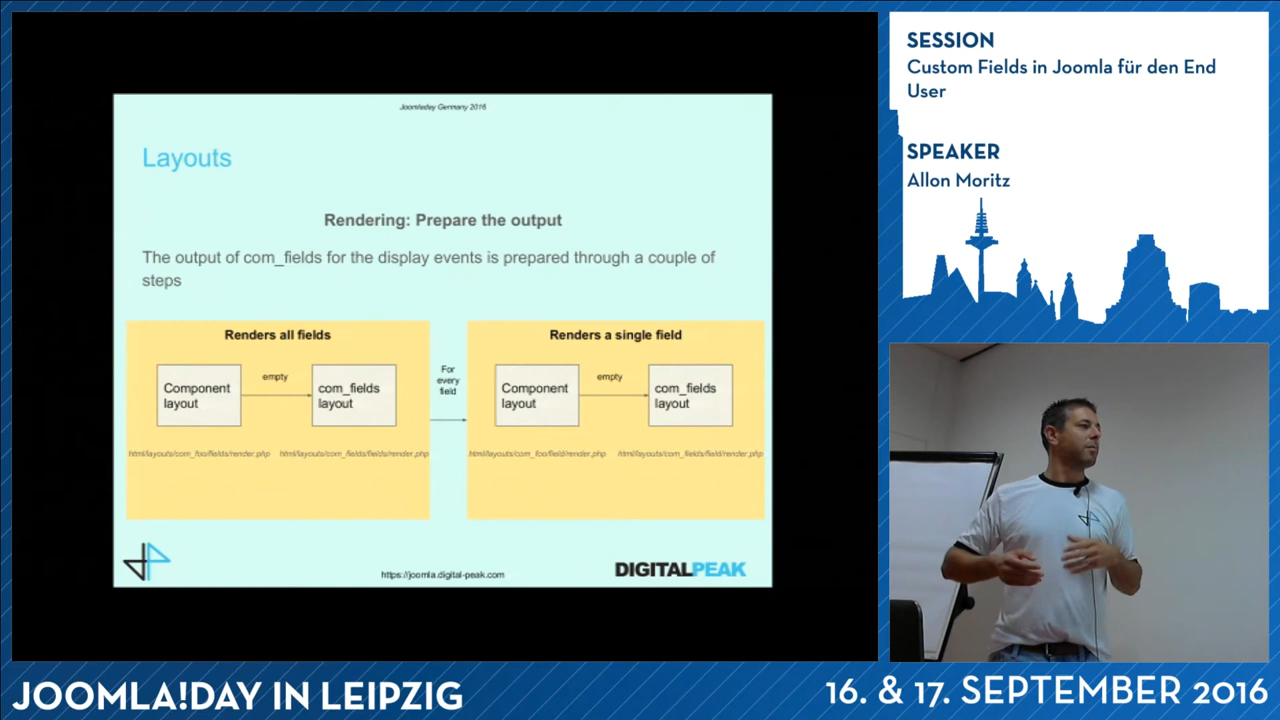 Joomladay Germany 2016
Layouts
Rendering: Prepare the output
The output of com_fields for the display events is prepared through a couple of
steps
Renders all fields
Component
layout
empty
com_fields
layout
html/layouts/com_foo/fields/render.php
html/layouts/com_fields/fields/render.php
For
every
field
Renders a single field
Component
layout
empty
com_fields
layout
html/layouts/com_foo/field/render.php
html/layouts/com_fields/field/render.php
https://joomla.digital-peak.com
DIGITALPEAK
SESSION
Custom Fields in Joomla für den End
User
SPEAKER
Allon Moritz
JOOMLA!DAY IN LEIPZIG
16. & 17. SEPTEMBER 2016